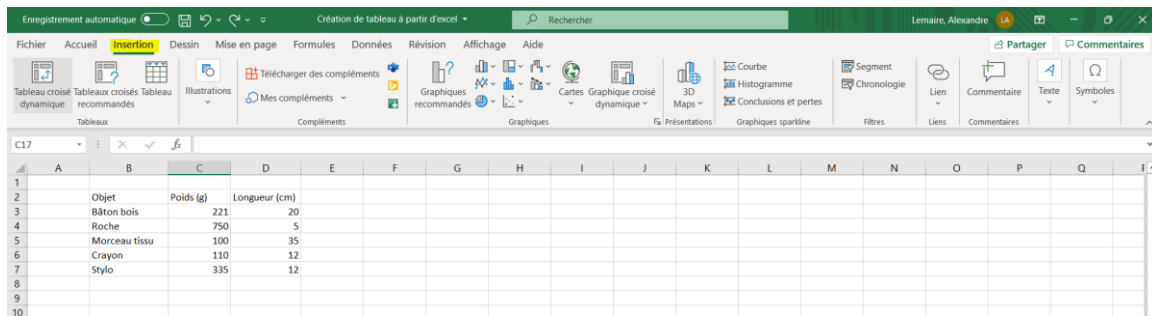 Enregistrement automatique Création de tableau à partir d'excel Rechercher Lemaire, Alexandre LA
Fichier Accueil Insertion Dessin Mise en page Formules Données Révision Affichage Aide Partager Commentaires
Tableau croisé dynamique
Tableaux croisés recommandés
Tableau
Tableaux
Illustrations
Télécharger des compléments
Mes compléments
Compléments
Graphiques recommandés
Cartes
Graphique croisé dynamique
Graphiques
3D Maps
Présentations
Courbe
Histogramme
Conclusions et pertes
Graphiques sparkline
Segment
Chronologie
Filtres
Lien
Liens
Commentaire
Commentaires
Texte
Symboles
C17 fx
A B C D E F G H I J K L M N O P Q
1
2 Objet Poids (g) Longueur (cm)
3 Bâton bois 221 20
4 Roche 750 5
5 Morceau tissu 100 35
6 Crayon 110 12
7 Stylo 335 12
8
9
10